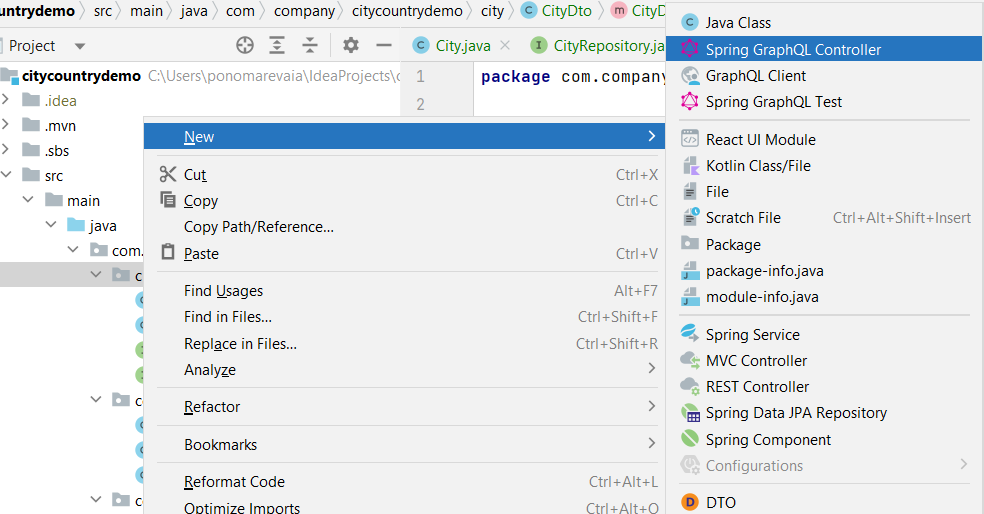 untrydemo > src > main > java > com > company > citycountrydemo > city > CityDto > CityD
Project
City.java
CityRepository.ja
citycountrydemo C:\Users\ponomarevaia\IdeaProjects\c
.idea
.mvn
.sbs
src
main
java
com.
c
c
c
1 package com.company
2
New
Cut Ctrl+X
Copy Ctrl+C
Copy Path/Reference...
Paste Ctrl+V
Find Usages Alt+F7
Find in Files... Ctrl+Shift+F
Replace in Files... Ctrl+Shift+R
Analyze
Refactor
Bookmarks
Reformat Code Ctrl+Alt+L
Optimize Imports Ctrl+Alt+O
Java Class
Spring GraphQL Controller
GraphQL Client
Spring GraphQL Test
React UI Module
Kotlin Class/File
File
Scratch File Ctrl+Alt+Shift+Insert
Package
package-info.java
module-info.java
Spring Service
MVC Controller
REST Controller
Spring Data JPA Repository
Spring Component
Configurations
DTO